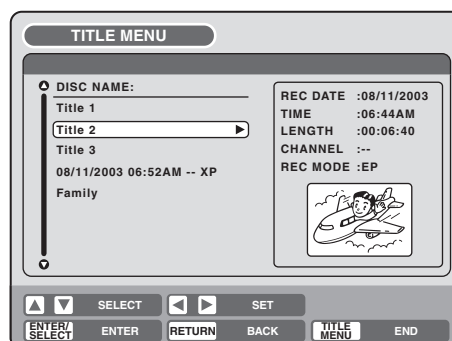 TITLE MENU
DISC NAME:
Title 1
Title 2
Title 3
08/11/2003 06:52AM -- XP
Family
REC DATE :08/11/2003
TIME :06:44AM
LENGTH :00:06:40
CHANNEL :--
REC MODE :EP
SELECT SET
ENTER/SELECT ENTER RETURN BACK TITLE MENU END